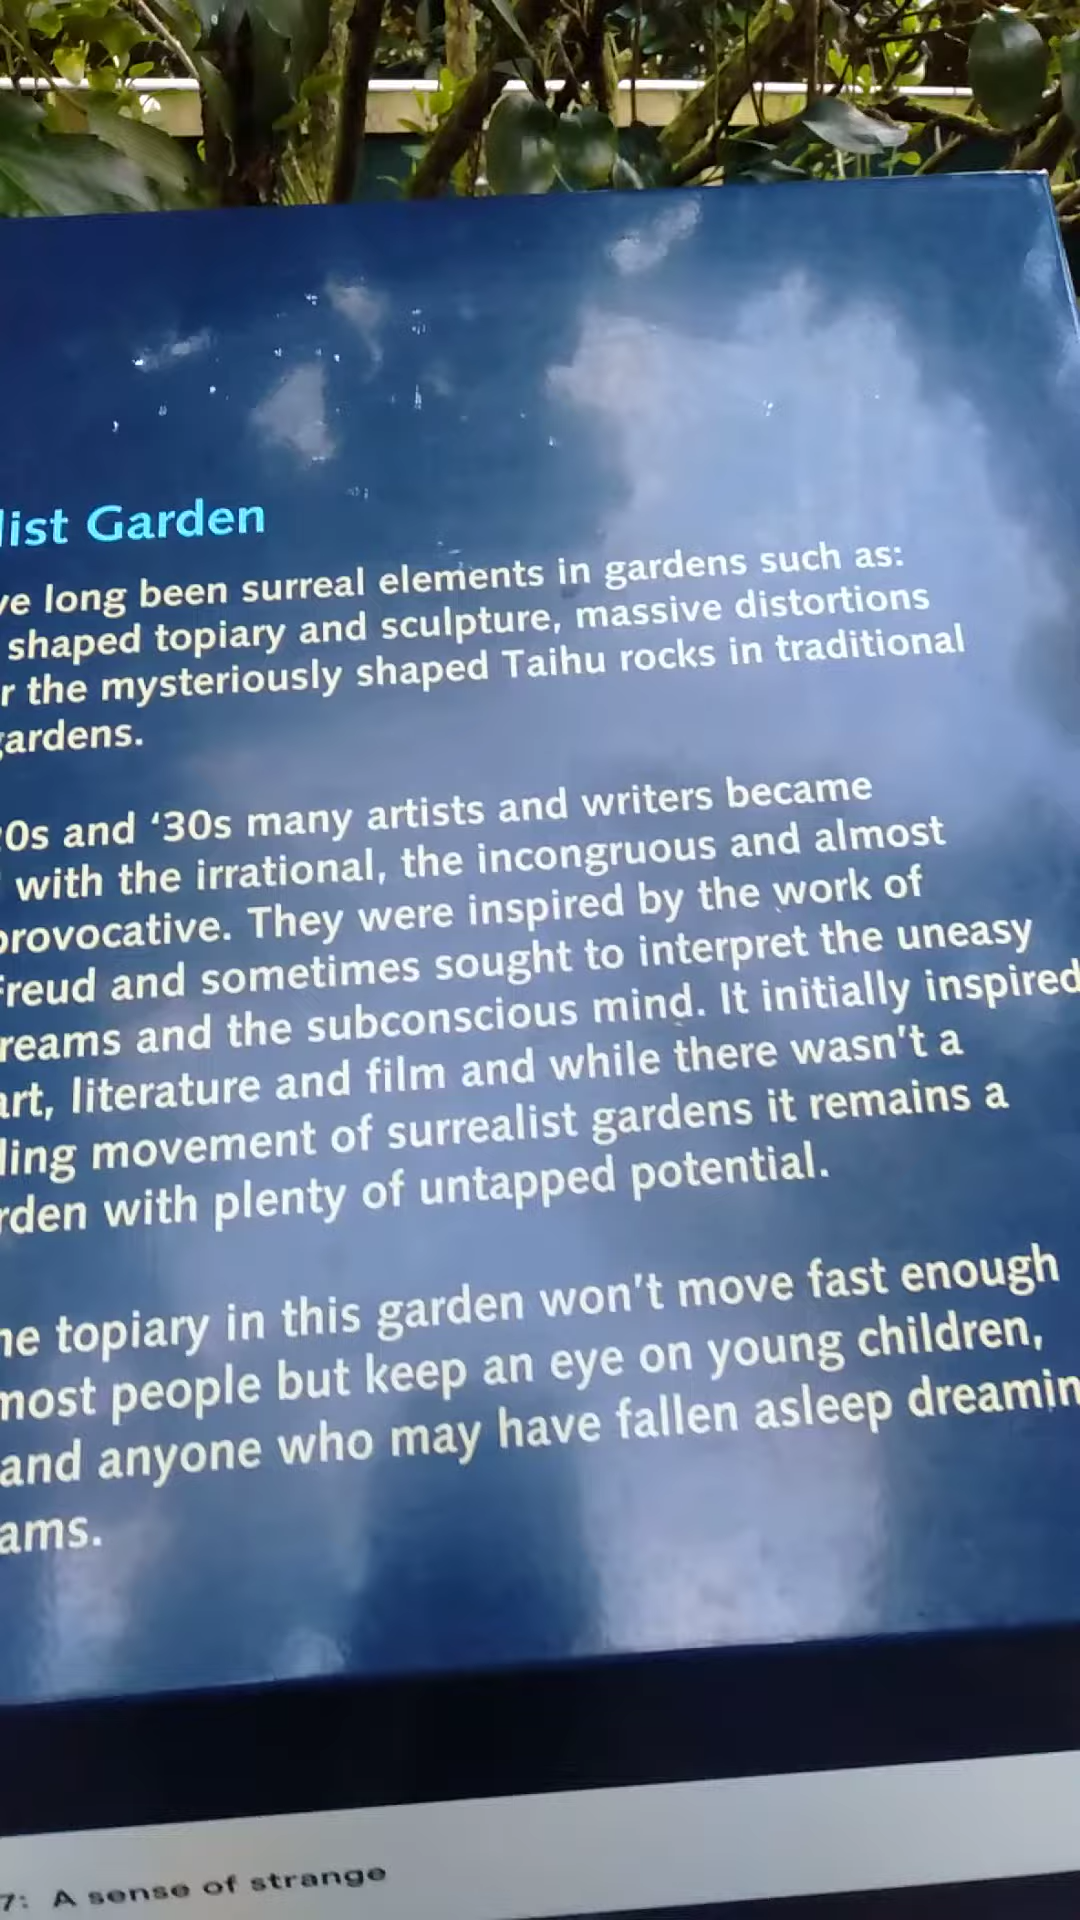 list Garden
ve long been surreal elements in gardens such as:
shaped topiary and sculpture, massive distortions
r the mysteriously shaped Taihu rocks in traditional
gardens.
0s and ‘30s many artists and writers became
with the irrational, the incongruous and almost
provocative. They were inspired by the work of
Freud and sometimes sought to interpret the uneasy
reams and the subconscious mind. It initially inspired
art, literature and film and while there wasn't a
ling movement of surrealist gardens it remains a
rden with plenty of untapped potential.
he topiary in this garden won't move fast enough
most people but keep an eye on young children,
and anyone who may have fallen asleep dreamin
ams.
7: A sense of strange